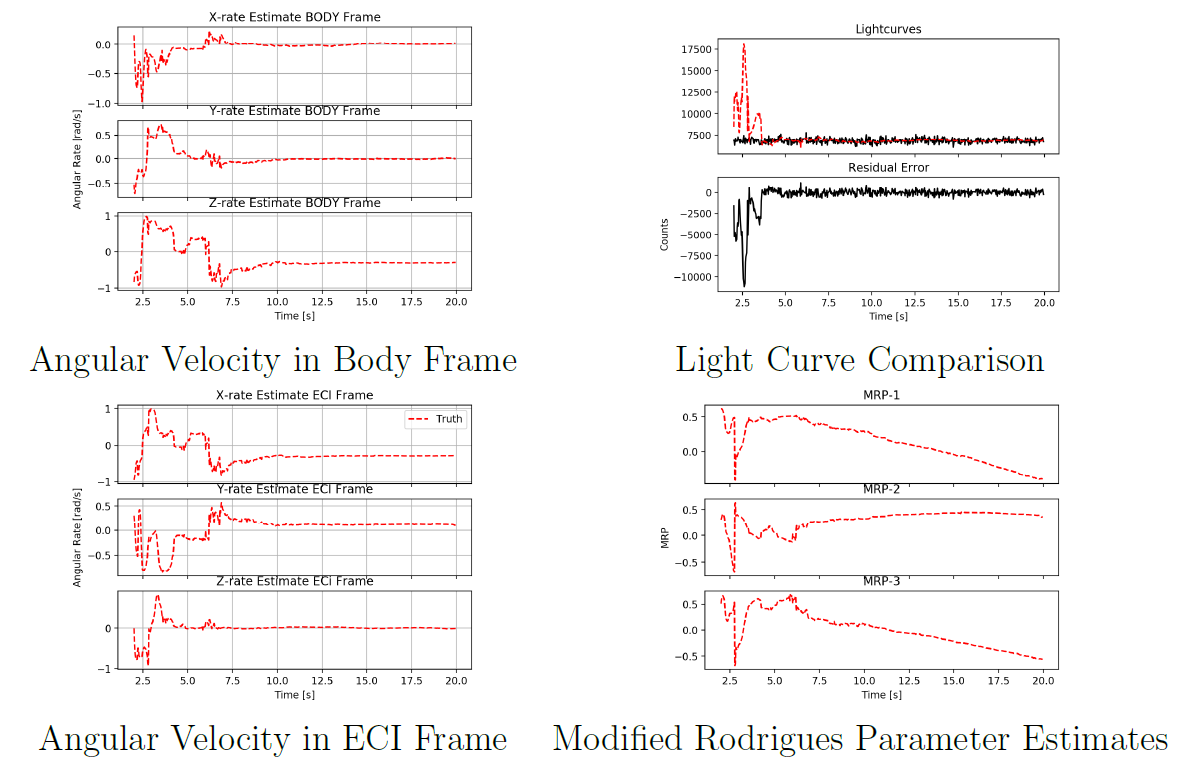 X-rate Estimate BODY Frame
0.0
−0.5
−1.0
Y-rate Estimate BODY Frame
0.5
0.0
−0.5
Angular Rate [rad/s]
Z-rate Estimate BODY Frame
1
0
−1
2.5 5.0 7.5 10.0 12.5 15.0 17.5 20.0
Time [s]
Angular Velocity in Body Frame
Lightcurves
17500
15000
12500
10000
7500
Residual Error
0
−2500
−5000
−7500
−10000
Counts
2.5 5.0 7.5 10.0 12.5 15.0 17.5 20.0
Time [s]
Light Curve Comparison
X-rate Estimate ECI Frame
Truth
1
0
−1
Y-rate Estimate ECI Frame
0.5
0.0
−0.5
Angular Rate [rad/s]
Z-rate Estimate ECI Frame
0
−1
2.5 5.0 7.5 10.0 12.5 15.0 17.5 20.0
Time [s]
Angular Velocity in ECI Frame
MRP-1
0.5
0.0
MRP-2
0.5
0.0
−0.5
MRP
MRP-3
0.5
0.0
−0.5
2.5 5.0 7.5 10.0 12.5 15.0 17.5 20.0
Time [s]
Modified Rodrigues Parameter Estimates